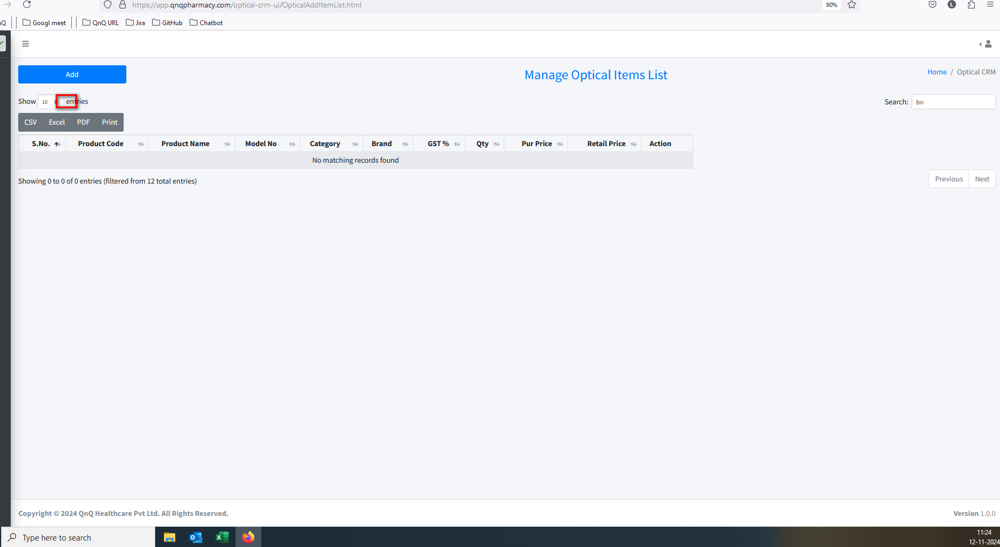 https://app.qnqpharmacy.com/optical-crm-ui/OpticalAddItemList.html
90%
L
Googl meet
QnQ URL
Jira
GitHub
Chatbot
Add
Manage Optical Items List
Home / Optical CRM
Show 10 entries
Search: bn
CSV Excel PDF Print
S.No. Product Code Product Name Model No Category Brand GST % Qty Pur Price Retail Price Action
No matching records found
Showing 0 to 0 of 0 entries (filtered from 12 total entries)
Previous Next
Copyright © 2024 QnQ Healthcare Pvt Ltd. All Rights Reserved.
Version 1.0.0
Type here to search
11:24
12-11-2024